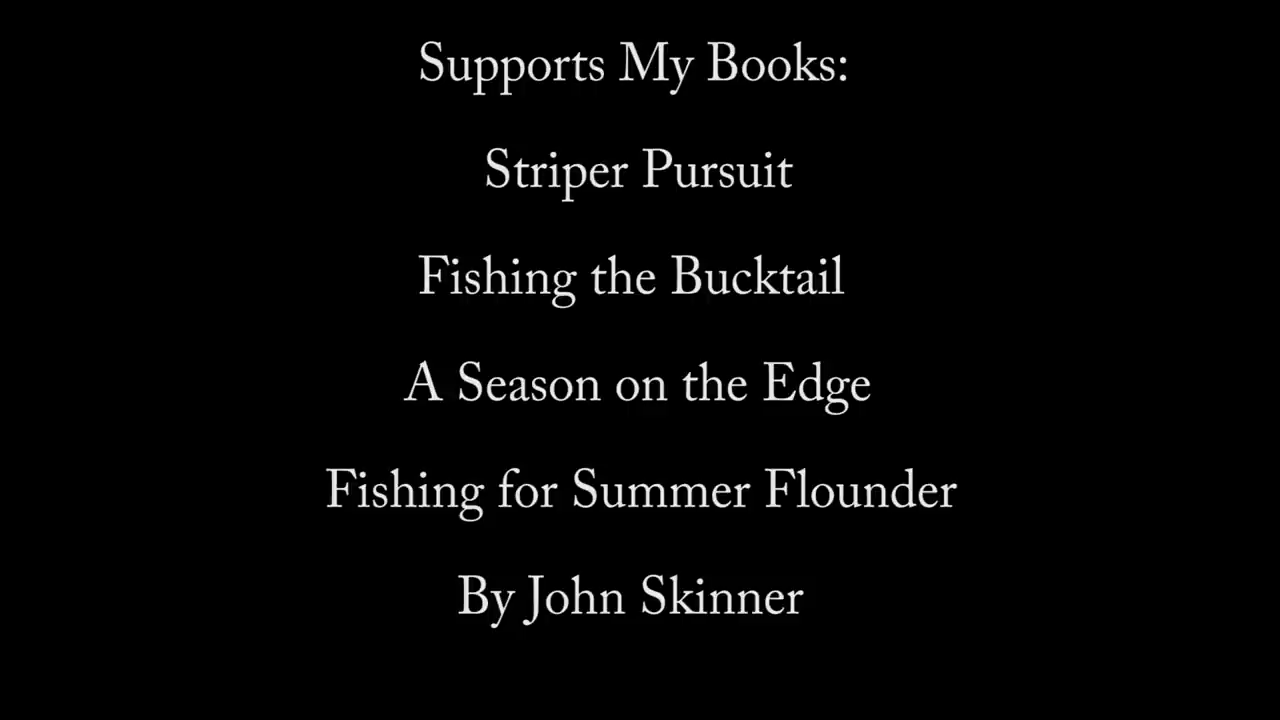 Supports My Books:
Striper Pursuit
Fishing the Bucktail
A Season on the Edge
Fishing for Summer Flounder
By John Skinner